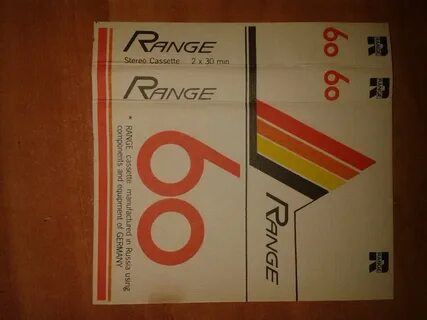 RANGE
Stereo Cassette 2 x 30 min
60
60
RANGE
60
RANGE
* RANGE cassette manufactured in Russia using
components and equipment of GERMANY